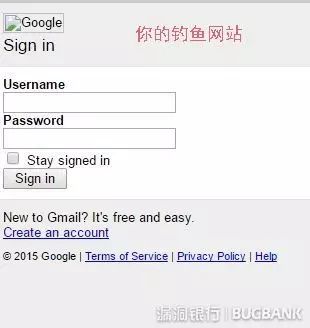 Google
你的钓鱼网站
Sign in
Username
Password
Stay signed in
Sign in
New to Gmail? It's free and easy.
Create an account
© 2015 Google | Terms of Service | Privacy Policy | Help
漏洞银行 | BUGBANK